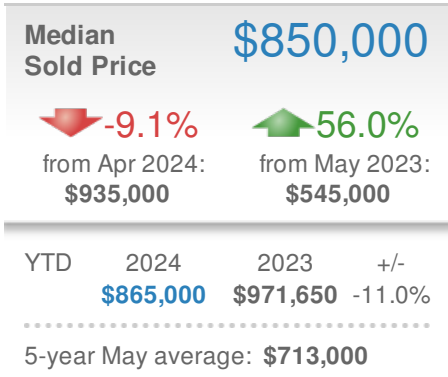 Median $850,000
Sold Price
-9.1% 56.0%
from Apr 2024: from May 2023:
$935,000 $545,000
YTD 2024 2023 +/-
$865,000 $971,650 -11.0%
5-year May average: $713,000